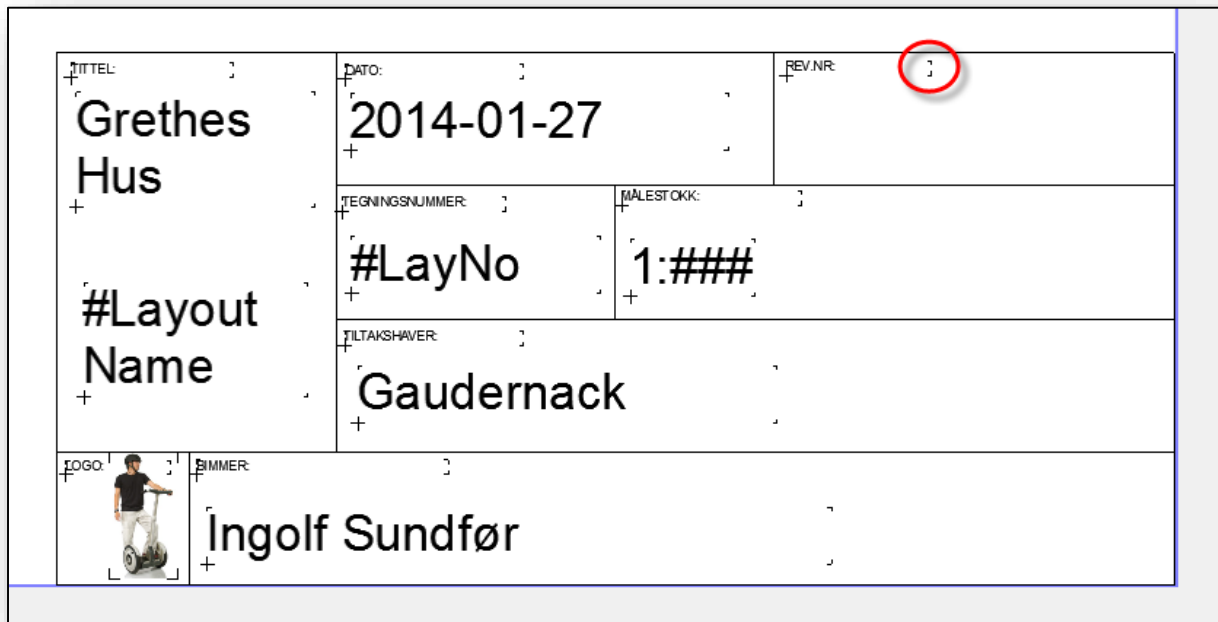 TITTEL:
Grethes
Hus
#Layout
Name
DATO:
2014-01-27
REV.NR:
TEGNINGSNUMMER:
#LayNo
MÅLESTOKK:
1:###
TILTAKSHAVER:
Gaudernack
LOGO:
BIMMER:
Ingolf Sundfør